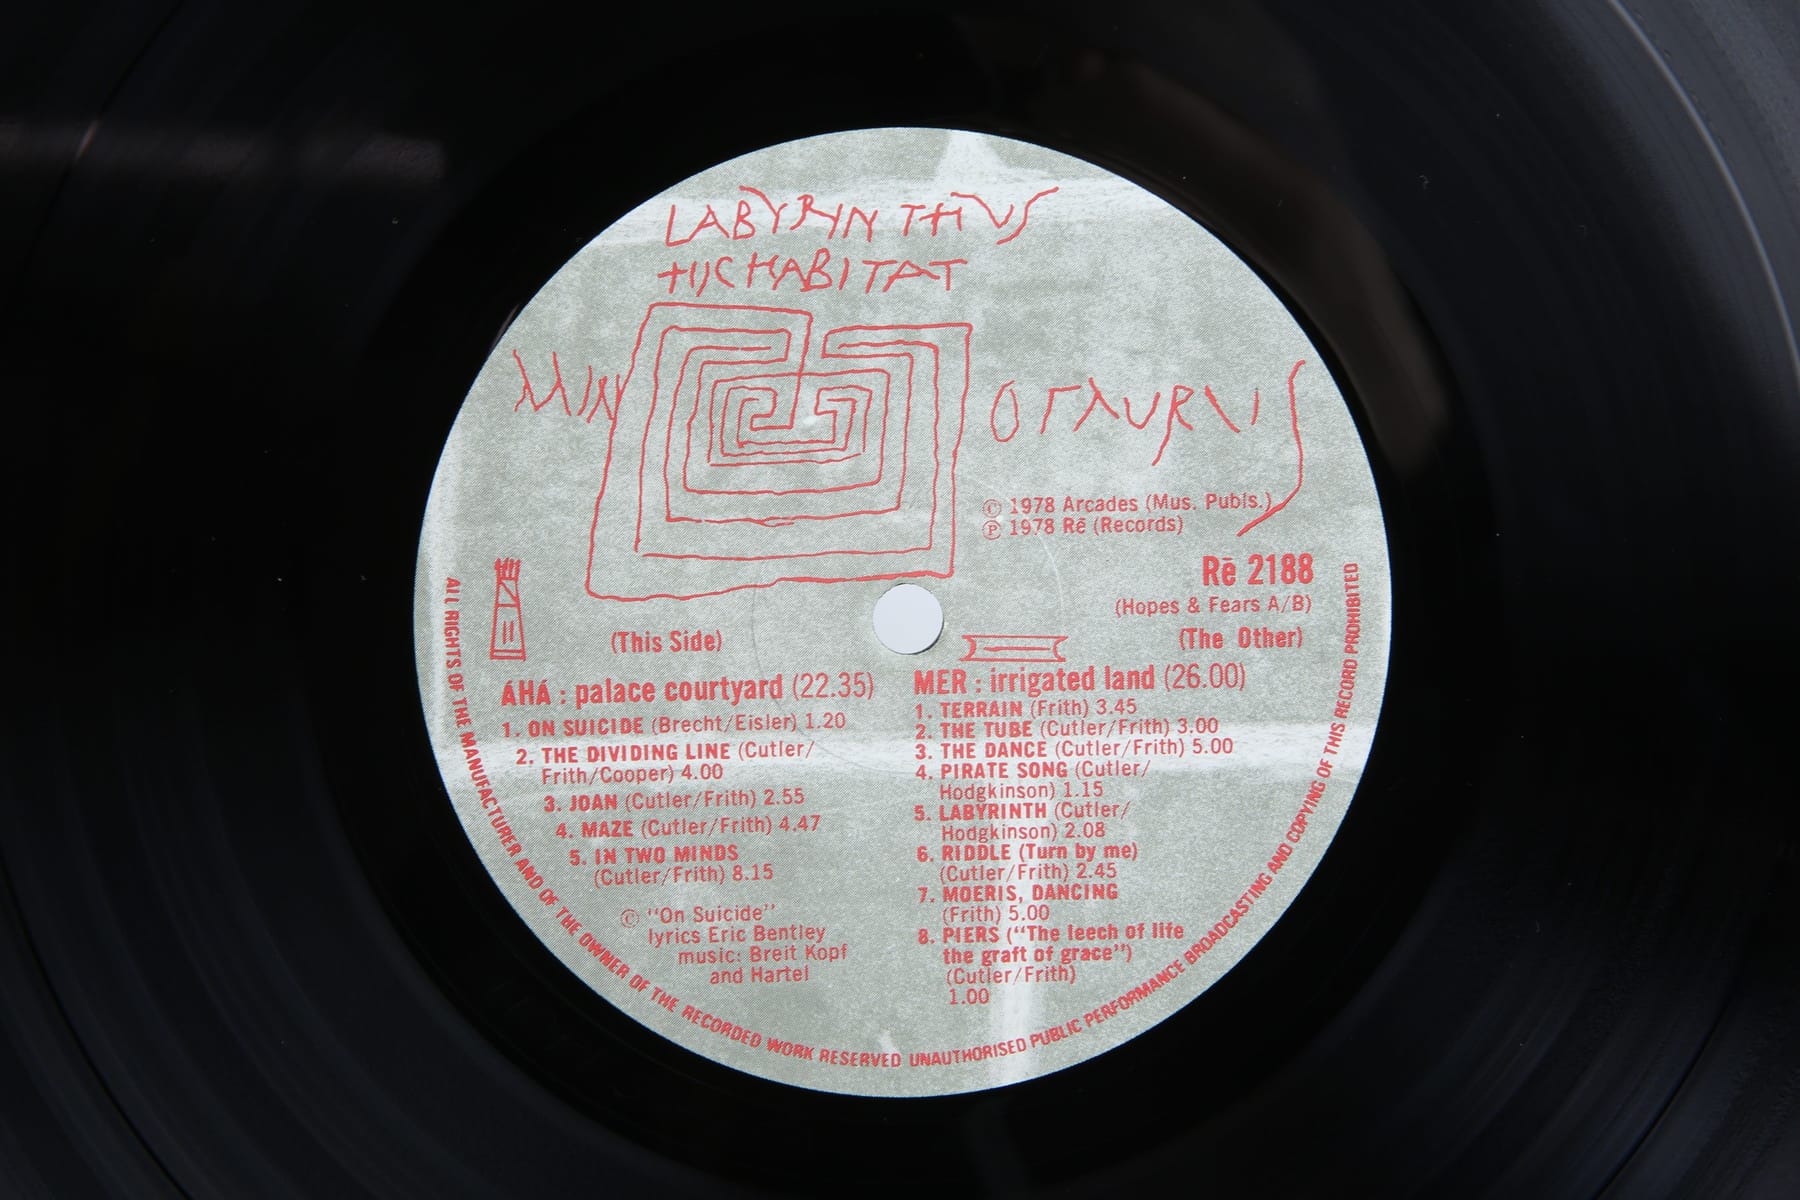 LABYRINTHUS
HIC HABITAT
MINOTAURUS
© 1978 Arcades (Mus. Publs.)
℗ 1978 Rē (Records)
Rē 2188
(Hopes & Fears A/B)
(This Side)
ÁHÁ : palace courtyard (22.35)
1. ON SUICIDE (Brecht/Eisler) 1.20
2. THE DIVIDING LINE (Cutler/
Frith/Cooper) 4.00
3. JOAN (Cutler/Frith) 2.55
4. MAZE (Cutler/Frith) 4.47
5. IN TWO MINDS
(Cutler/Frith) 8.15
© "On Suicide"
lyrics Eric Bentley
music: Breit Kopf
and Hartel
(The Other)
MER : irrigated land (26.00)
1. TERRAIN (Frith) 3.45
2. THE TUBE (Cutler/Frith) 3.00
3. THE DANCE (Cutler/Frith) 5.00
4. PIRATE SONG (Cutler/
Hodgkinson) 1.15
5. LABYRINTH (Cutler/
Hodgkinson) 2.08
6. RIDDLE (Turn by me)
(Cutler/Frith) 2.45
7. MOERIS, DANCING
(Frith) 5.00
8. PIERS ("The leech of life
the graft of grace")
(Cutler/Frith)
1.00
ALL RIGHTS OF THE MANUFACTURER AND OF THE OWNER OF THE RECORDED WORK RESERVED UNAUTHORISED PUBLIC PERFORMANCE BROADCASTING AND COPYING OF THIS RECORD PROHIBITED